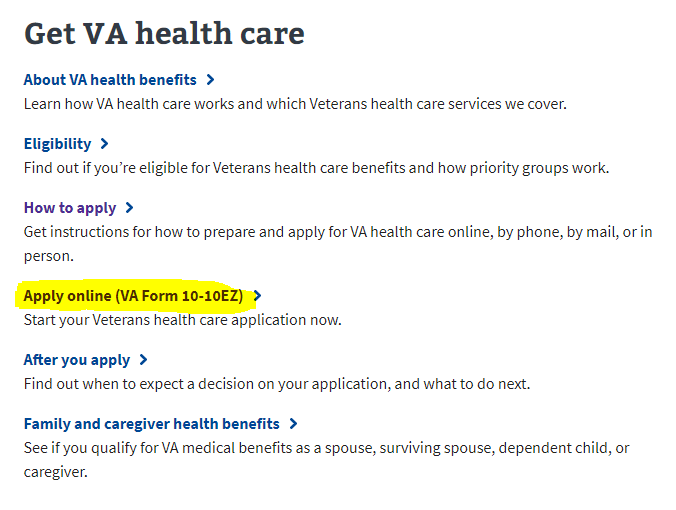 Get VA health care
About VA health benefits
Learn how VA health care works and which Veterans health care services we cover.
Eligibility
Find out if you’re eligible for Veterans health care benefits and how priority groups work.
How to apply
Get instructions for how to prepare and apply for VA health care online, by phone, by mail, or in
person.
Apply online (VA Form 10-10EZ)
Start your Veterans health care application now.
After you apply
Find out when to expect a decision on your application, and what to do next.
Family and caregiver health benefits
See if you qualify for VA medical benefits as a spouse, surviving spouse, dependent child, or
caregiver.